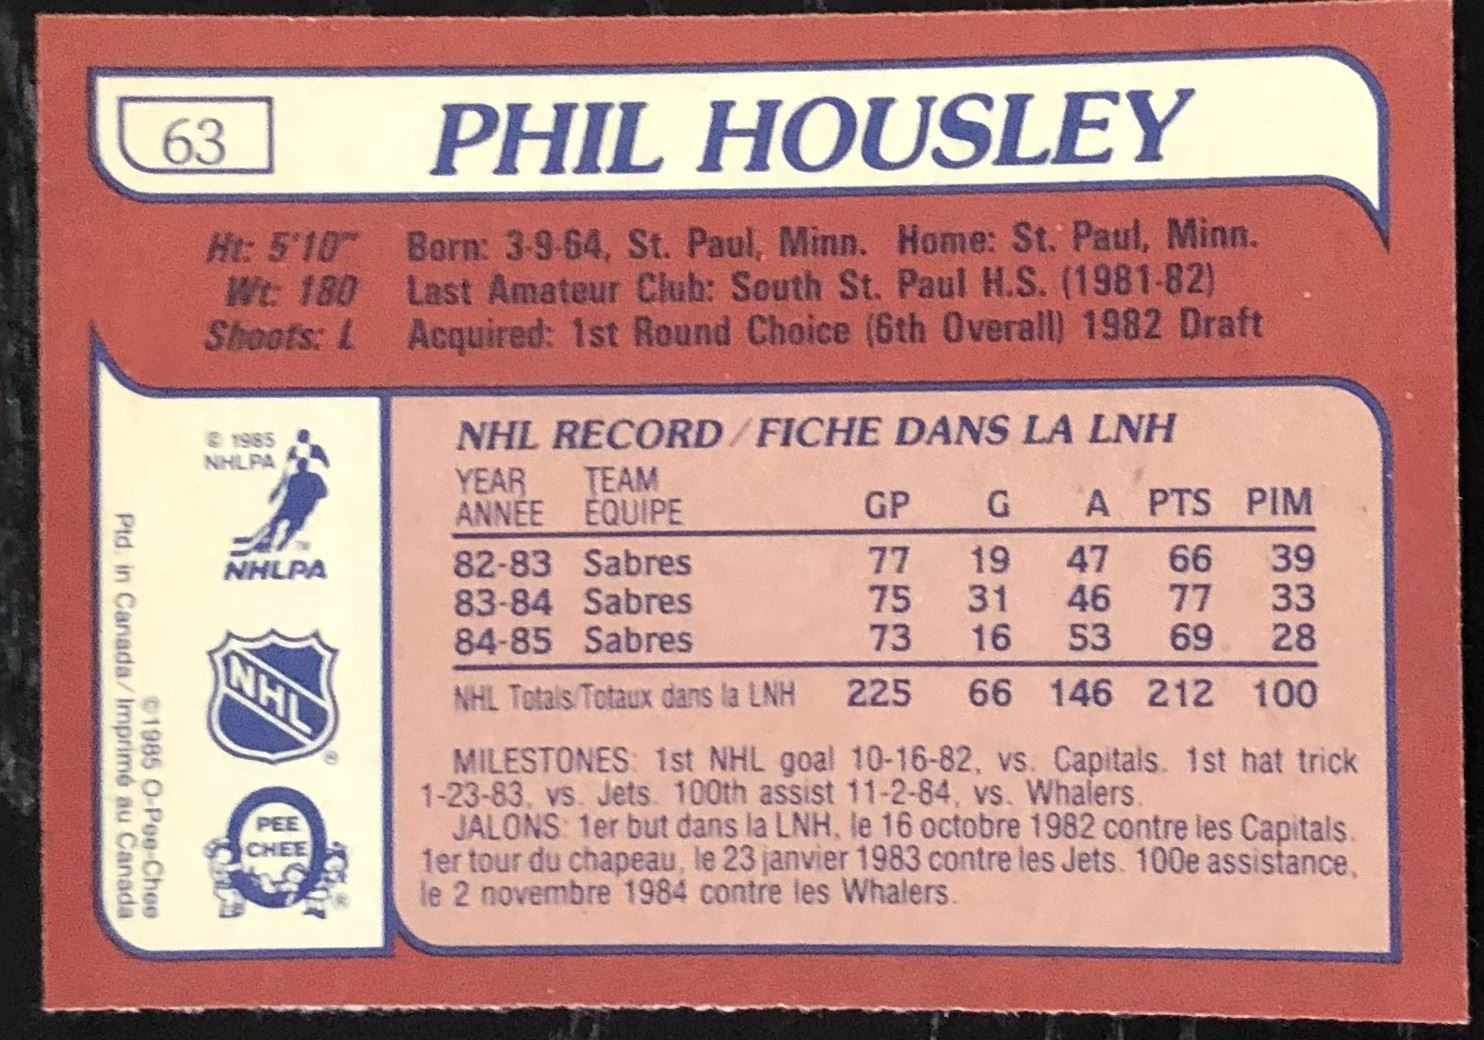 63
PHIL HOUSLEY
Ht: 5'10" Born: 3-9-64, St. Paul, Minn. Home: St. Paul, Minn.
Wt: 180 Last Amateur Club: South St. Paul H.S. (1981-82)
Shoots: L Acquired: 1st Round Choice (6th Overall) 1982 Draft
© 1985
NHLPA
NHLPA
NHL
PEE
CHEE
©1985 O-Pee-Chee
Ptd. in Canada/Imprimé au Canada
NHL RECORD/FICHE DANS LA LNH
YEAR TEAM
ANNÉE ÉQUIPE GP G A PTS PIM
82-83 Sabres 77 19 47 66 39
83-84 Sabres 75 31 46 77 33
84-85 Sabres 73 16 53 69 28
NHL Totals/Totaux dans la LNH 225 66 146 212 100
MILESTONES: 1st NHL goal 10-16-82, vs. Capitals. 1st hat trick
1-23-83, vs. Jets. 100th assist 11-2-84, vs. Whalers.
JALONS: 1er but dans la LNH, le 16 octobre 1982 contre les Capitals.
1er tour du chapeau, le 23 janvier 1983 contre les Jets. 100e assistance,
le 2 novembre 1984 contre les Whalers.